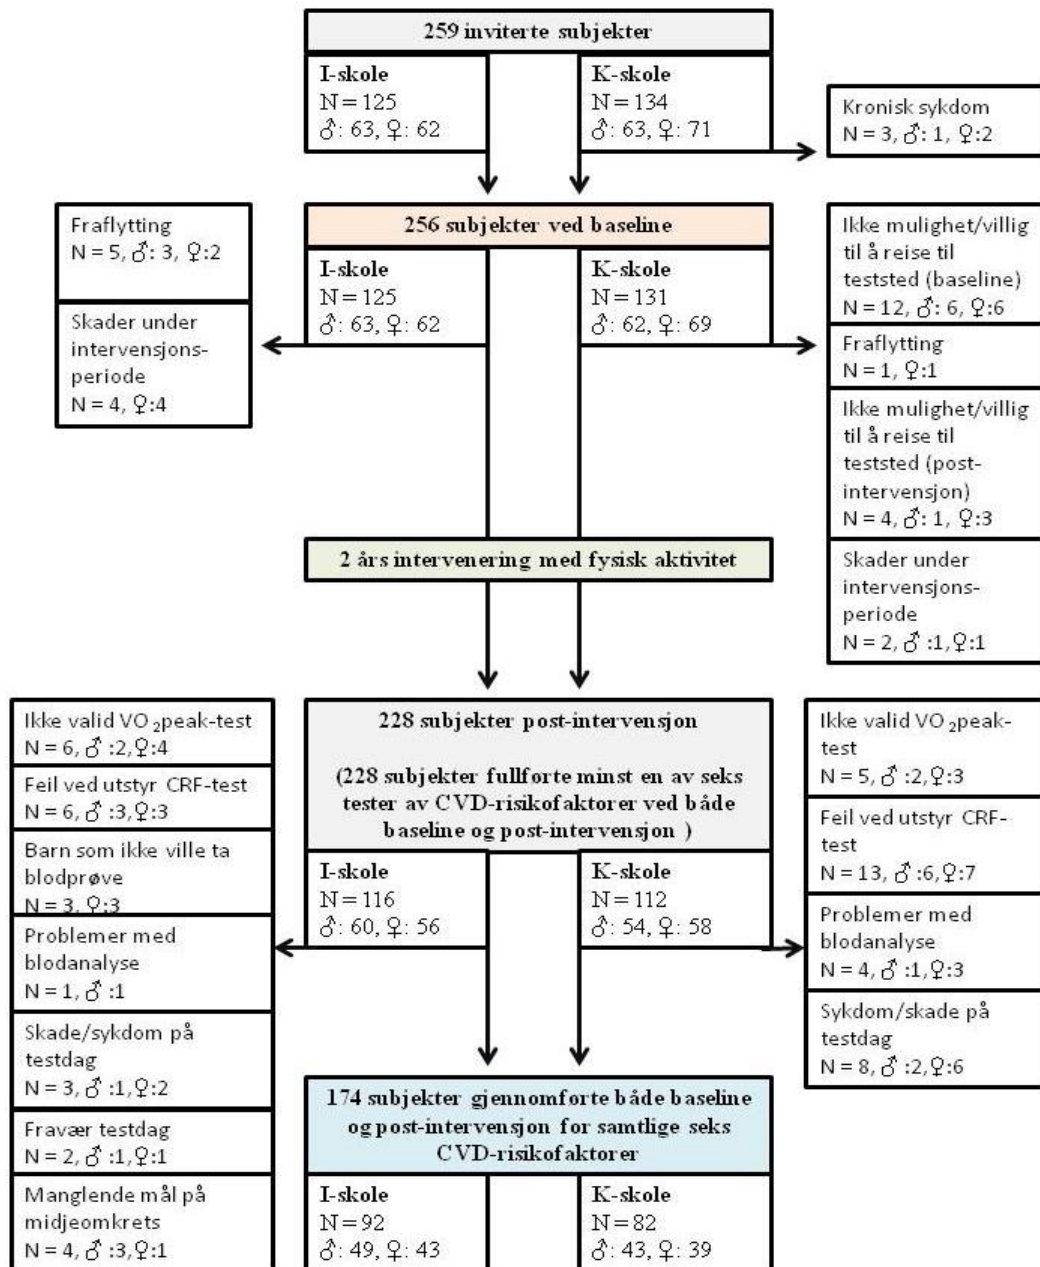 259 inviterte subjekter
I-skole
N = 125
♂: 63, ♀: 62
K-skole
N = 134
♂: 63, ♀: 71
Kronisk sykdom
N = 3, ♂: 1, ♀:2
256 subjekter ved baseline
I-skole
N = 125
♂: 63, ♀: 62
K-skole
N = 131
♂: 62, ♀: 69
Fraflytting
N = 5, ♂: 3, ♀:2
Skader under
intervensjons-
periode
N = 4, ♀:4
Ikke mulighet/villig
til å reise til
teststed (baseline)
N = 12, ♂: 6, ♀:6
Fraflytting
N = 1, ♀:1
Ikke mulighet/villig
til å reise til
teststed (post-
intervensjon)
N = 4, ♂: 1, ♀:3
Skader under
intervensjons-
periode
N = 2, ♂ :1,♀:1
2 års intervenering med fysisk aktivitet
228 subjekter post-intervensjon
(228 subjekter fullførte minst en av seks
tester av CVD-risikofaktorer ved både
baseline og post-intervensjon )
I-skole
N = 116
♂: 60, ♀: 56
K-skole
N = 112
♂: 54, ♀: 58
Ikke valid VO₂peak-test
N = 6, ♂ :2,♀:4
Feil ved utstyr CRF-test
N = 6, ♂ :3,♀:3
Barn som ikke ville ta
blodprøve
N = 3, ♀:3
Problemer med
blodanalyse
N = 1, ♂ :1
Skade/sykdom på
testdag
N = 3, ♂ :1,♀:2
Fravær testdag
N = 2, ♂ :1,♀:1
Manglende mål på
midjeomkrets
N = 4, ♂ :3,♀:1
Ikke valid VO₂peak-
test
N = 5, ♂ :2,♀:3
Feil ved utstyr CRF-
test
N = 13, ♂ :6,♀:7
Problemer med
blodanalyse
N = 4, ♂ :1,♀:3
Sykdom/skade på
testdag
N = 8, ♂ :2,♀:6
174 subjekter gjennomførte både baseline
og post-intervensjon for samtlige seks
CVD-risikofaktorer
I-skole
N = 92
♂: 49, ♀: 43
K-skole
N = 82
♂: 43, ♀: 39